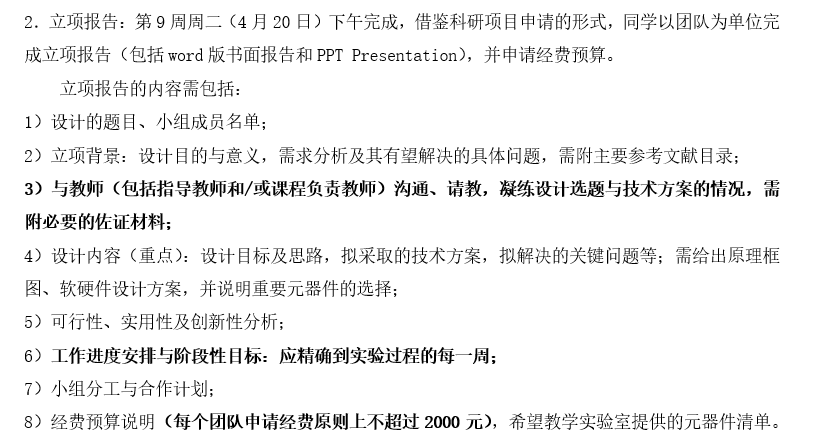 2．立项报告：第 9 周周二（4 月 20 日）下午完成，借鉴科研项目申请的形式，同学以团队为单位完
成立项报告（包括 word 版书面报告和 PPT Presentation），并申请经费预算。
立项报告的内容需包括：
1）设计的题目、小组成员名单；
2）立项背景：设计目的与意义，需求分析及其有望解决的具体问题，需附主要参考文献目录；
3）与教师（包括指导教师和/或课程负责教师）沟通、请教，凝练设计选题与技术方案的情况，需
附必要的佐证材料；
4）设计内容（重点）：设计目标及思路，拟采取的技术方案，拟解决的关键问题等；需给出原理框
图、软硬件设计方案，并说明重要元器件的选择；
5）可行性、实用性及创新性分析；
6）工作进度安排与阶段性目标：应精确到实验过程的每一周；
7）小组分工与合作计划；
8）经费预算说明（每个团队申请经费原则上不超过 2000 元），希望教学实验室提供的元器件清单。